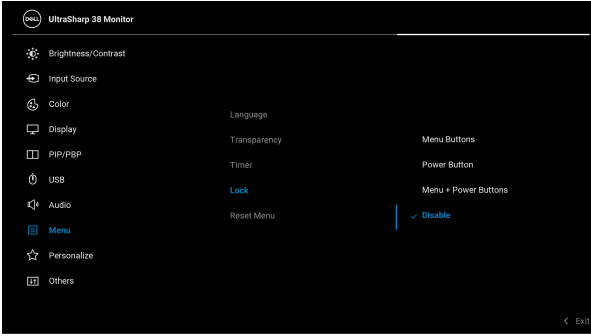 DELL UltraSharp 38 Monitor
Brightness/Contrast
Input Source
Color
Display
PIP/PBP
USB
Audio
Menu
Personalize
Others
Language
Transparency
Timer
Lock
Reset Menu
Menu Buttons
Power Button
Menu + Power Buttons
Disable
Exit